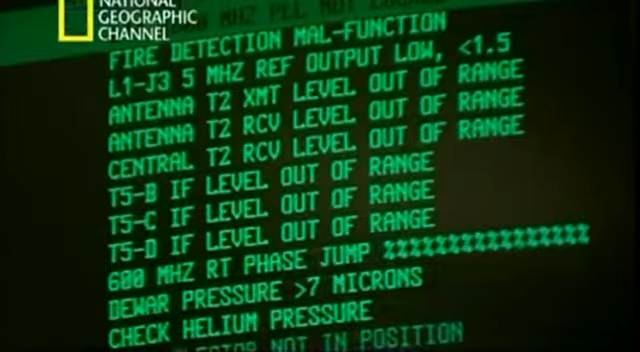 NATIONAL
GEOGRAPHIC
CHANNEL
MHZ PLL NOT
FIRE DETECTION MAL-FUNCTION
L1-J3 5 MHZ REF OUTPUT LOW, <1.5
ANTENNA T2 XMT LEVEL OUT OF RANGE
ANTENNA T2 RCV LEVEL OUT OF RANGE
CENTRAL T2 RCV LEVEL OUT OF RANGE
T5-B IF LEVEL OUT OF RANGE
T5-C IF LEVEL OUT OF RANGE
T5-D IF LEVEL OUT OF RANGE
600 MHZ RT PHASE JUMP %%%%%%%%%%%%%%%%
DEWAR PRESSURE >7 MICRONS
CHECK HELIUM PRESSURE
NOT IN POSITION